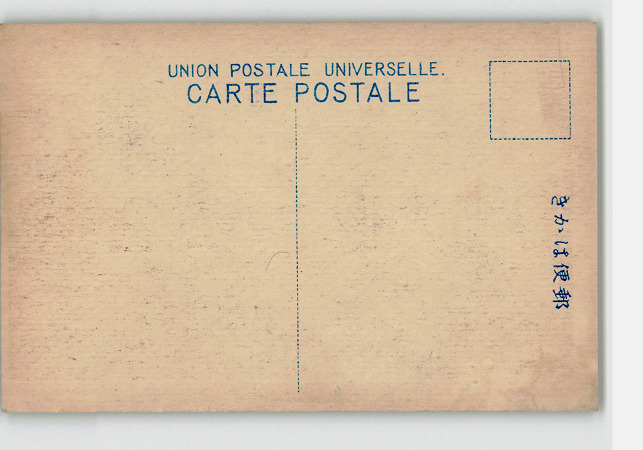 UNION POSTALE UNIVERSELLE.
CARTE POSTALE
郵便はかき